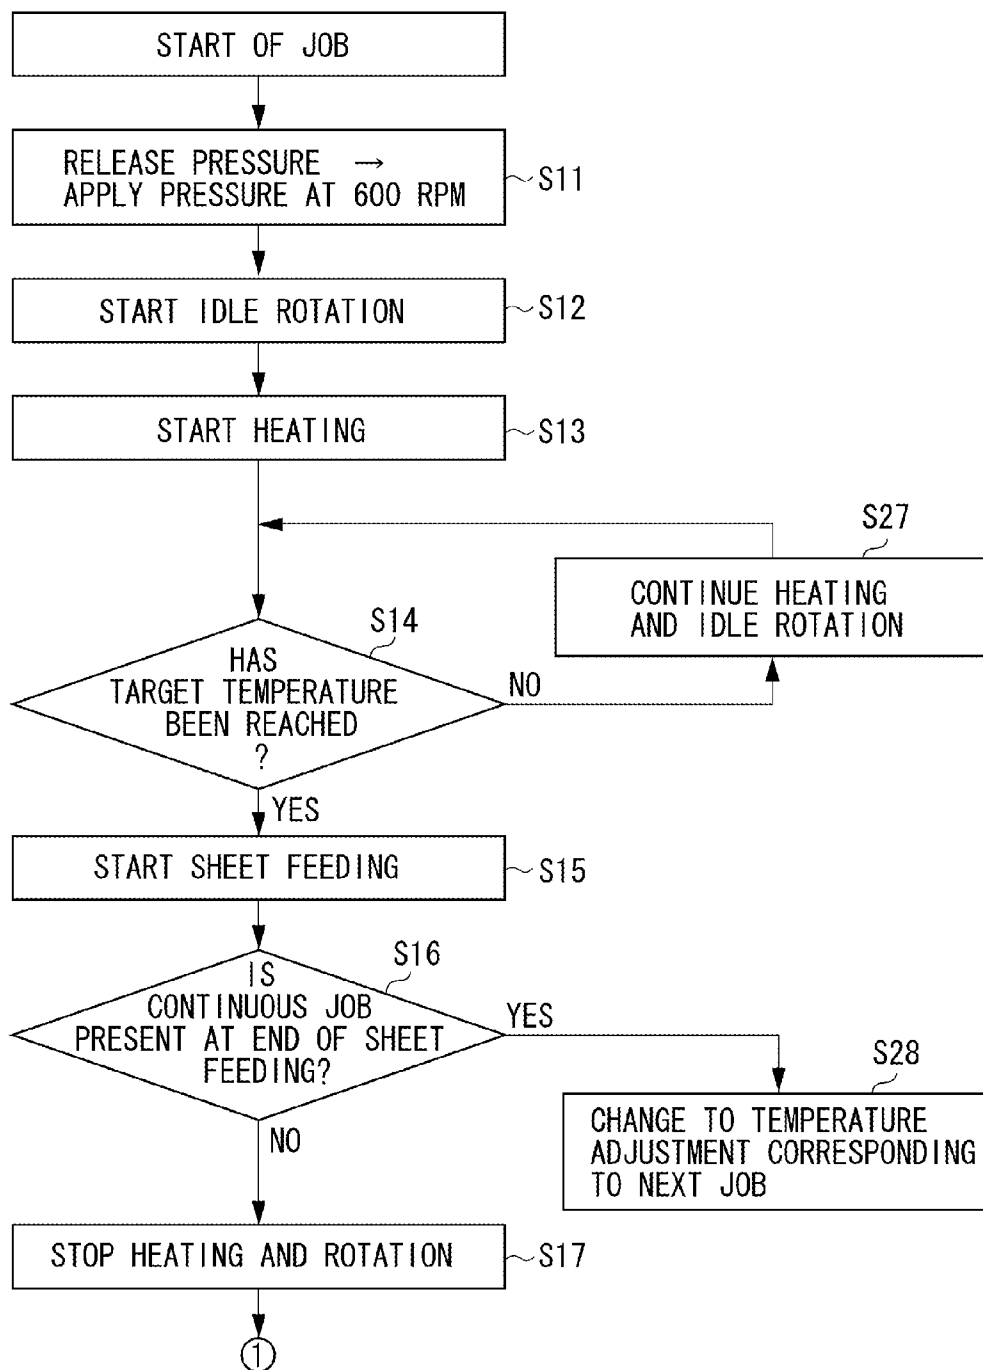 START OF JOB
RELEASE PRESSURE →
APPLY PRESSURE AT 600 RPM
S11
START IDLE ROTATION
S12
START HEATING
S13
S27
CONTINUE HEATING
AND IDLE ROTATION
S14
HAS
TARGET TEMPERATURE
BEEN REACHED
?
NO
YES
START SHEET FEEDING
S15
S16
IS
CONTINUOUS JOB
PRESENT AT END OF SHEET
FEEDING?
YES
NO
S28
CHANGE TO TEMPERATURE
ADJUSTMENT CORRESPONDING
TO NEXT JOB
STOP HEATING AND ROTATION
S17
1